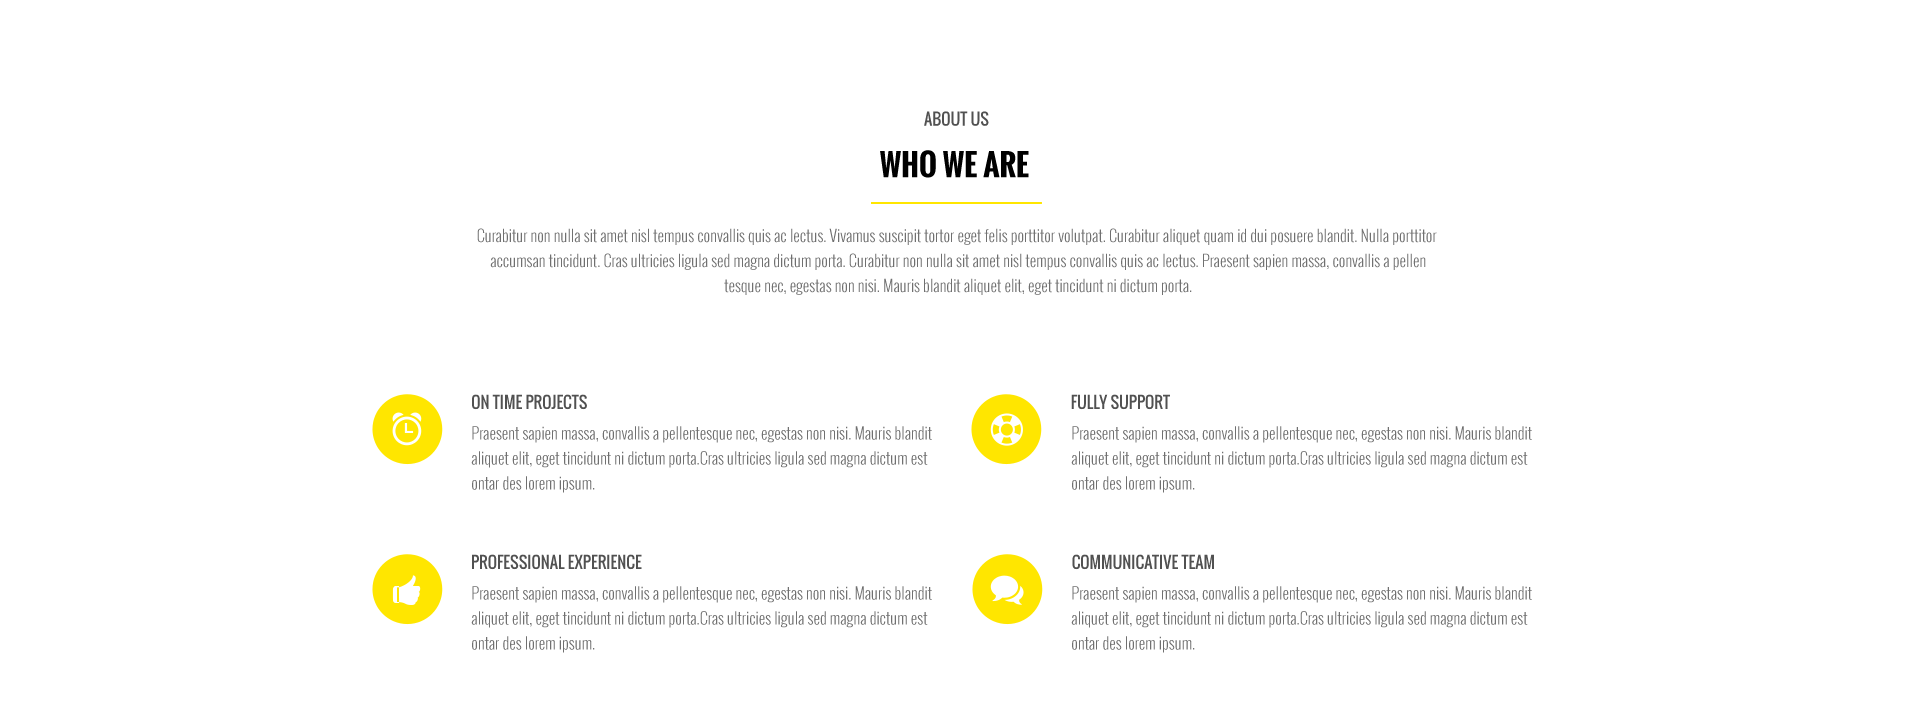 ABOUT US
WHO WE ARE
Curabitur non nulla sit amet nisl tempus convallis quis ac lectus. Vivamus suscipit tortor eget felis porttitor volutpat. Curabitur aliquet quam id dui posuere blandit. Nulla porttitor
accumsan tincidunt. Cras ultricies ligula sed magna dictum porta. Curabitur non nulla sit amet nisl tempus convallis quis ac lectus. Praesent sapien massa, convallis a pellen
tesque nec, egestas non nisi. Mauris blandit aliquet elit, eget tincidunt ni dictum porta.
ON TIME PROJECTS
Praesent sapien massa, convallis a pellentesque nec, egestas non nisi. Mauris blandit
aliquet elit, eget tincidunt ni dictum porta.Cras ultricies ligula sed magna dictum est
ontar des lorem ipsum.
FULLY SUPPORT
Praesent sapien massa, convallis a pellentesque nec, egestas non nisi. Mauris blandit
aliquet elit, eget tincidunt ni dictum porta.Cras ultricies ligula sed magna dictum est
ontar des lorem ipsum.
PROFESSIONAL EXPERIENCE
Praesent sapien massa, convallis a pellentesque nec, egestas non nisi. Mauris blandit
aliquet elit, eget tincidunt ni dictum porta.Cras ultricies ligula sed magna dictum est
ontar des lorem ipsum.
COMMUNICATIVE TEAM
Praesent sapien massa, convallis a pellentesque nec, egestas non nisi. Mauris blandit
aliquet elit, eget tincidunt ni dictum porta.Cras ultricies ligula sed magna dictum est
ontar des lorem ipsum.